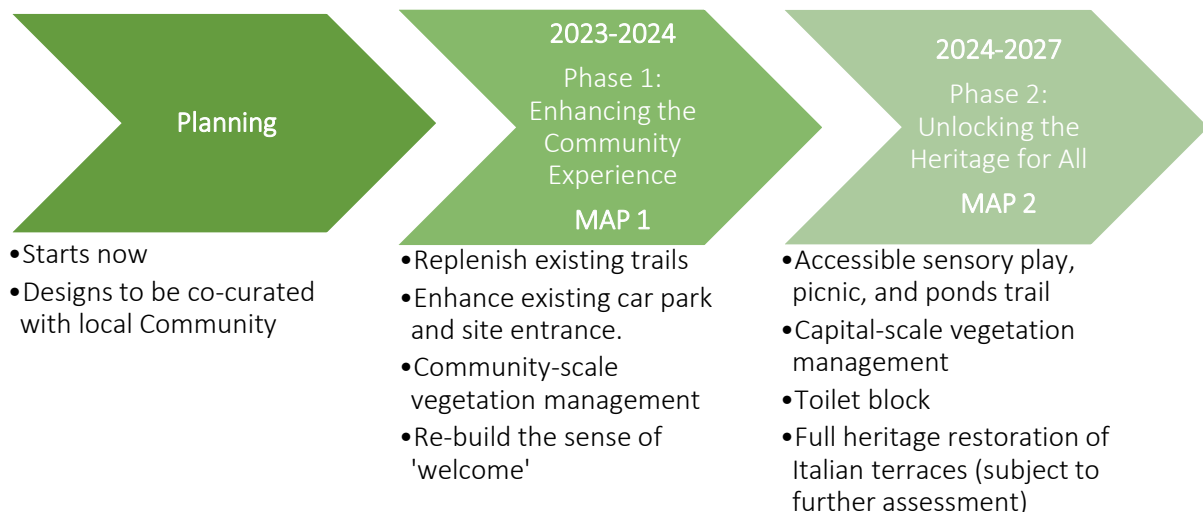 Planning
•Starts now
•Designs to be co-curated
with local Community
2023-2024
Phase 1:
Enhancing the
Community
Experience
MAP 1
•Replenish existing trails
•Enhance existing car park
and site entrance.
•Community-scale
vegetation management
•Re-build the sense of
'welcome'
2024-2027
Phase 2:
Unlocking the
Heritage for All
MAP 2
•Accessible sensory play,
picnic, and ponds trail
•Capital-scale vegetation
management
•Toilet block
•Full heritage restoration of
Italian terraces (subject to
further assessment)